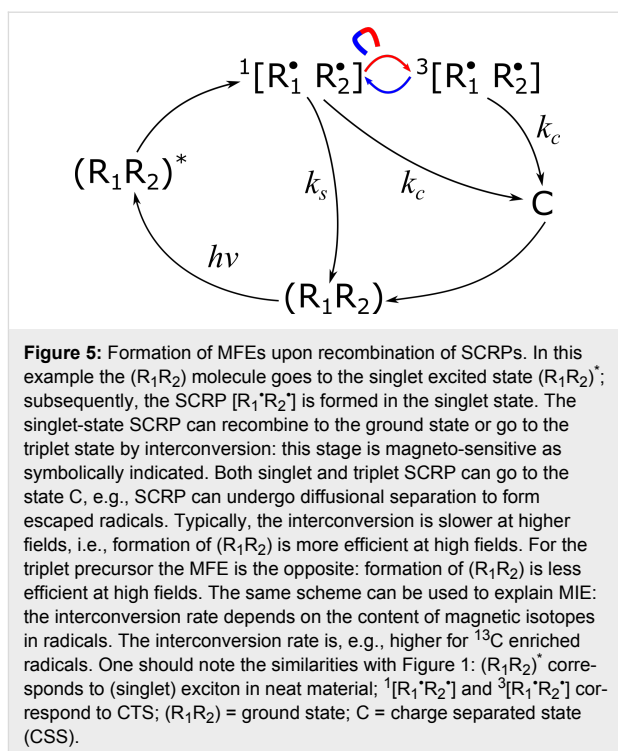 ¹[R₁• R₂•] ³[R₁• R₂•]
k_c
(R₁R₂)*
k_s k_c C
hν
(R₁R₂)
Figure 5: Formation of MFEs upon recombination of SCRPs. In this
example the (R₁R₂) molecule goes to the singlet excited state (R₁R₂)*;
subsequently, the SCRP [R₁•R₂•] is formed in the singlet state. The
singlet-state SCRP can recombine to the ground state or go to the
triplet state by interconversion: this stage is magneto-sensitive as
symbolically indicated. Both singlet and triplet SCRP can go to the
state C, e.g., SCRP can undergo diffusional separation to form
escaped radicals. Typically, the interconversion is slower at higher
fields, i.e., formation of (R₁R₂) is more efficient at high fields. For the
triplet precursor the MFE is the opposite: formation of (R₁R₂) is less
efficient at high fields. The same scheme can be used to explain MIE:
the interconversion rate depends on the content of magnetic isotopes
in radicals. The interconversion rate is, e.g., higher for ¹³C enriched
radicals. One should note the similarities with Figure 1: (R₁R₂)* corre-
sponds to (singlet) exciton in neat material; ¹[R₁•R₂•] and ³[R₁•R₂•] cor-
respond to CTS; (R₁R₂) = ground state; C = charge separated state
(CSS).